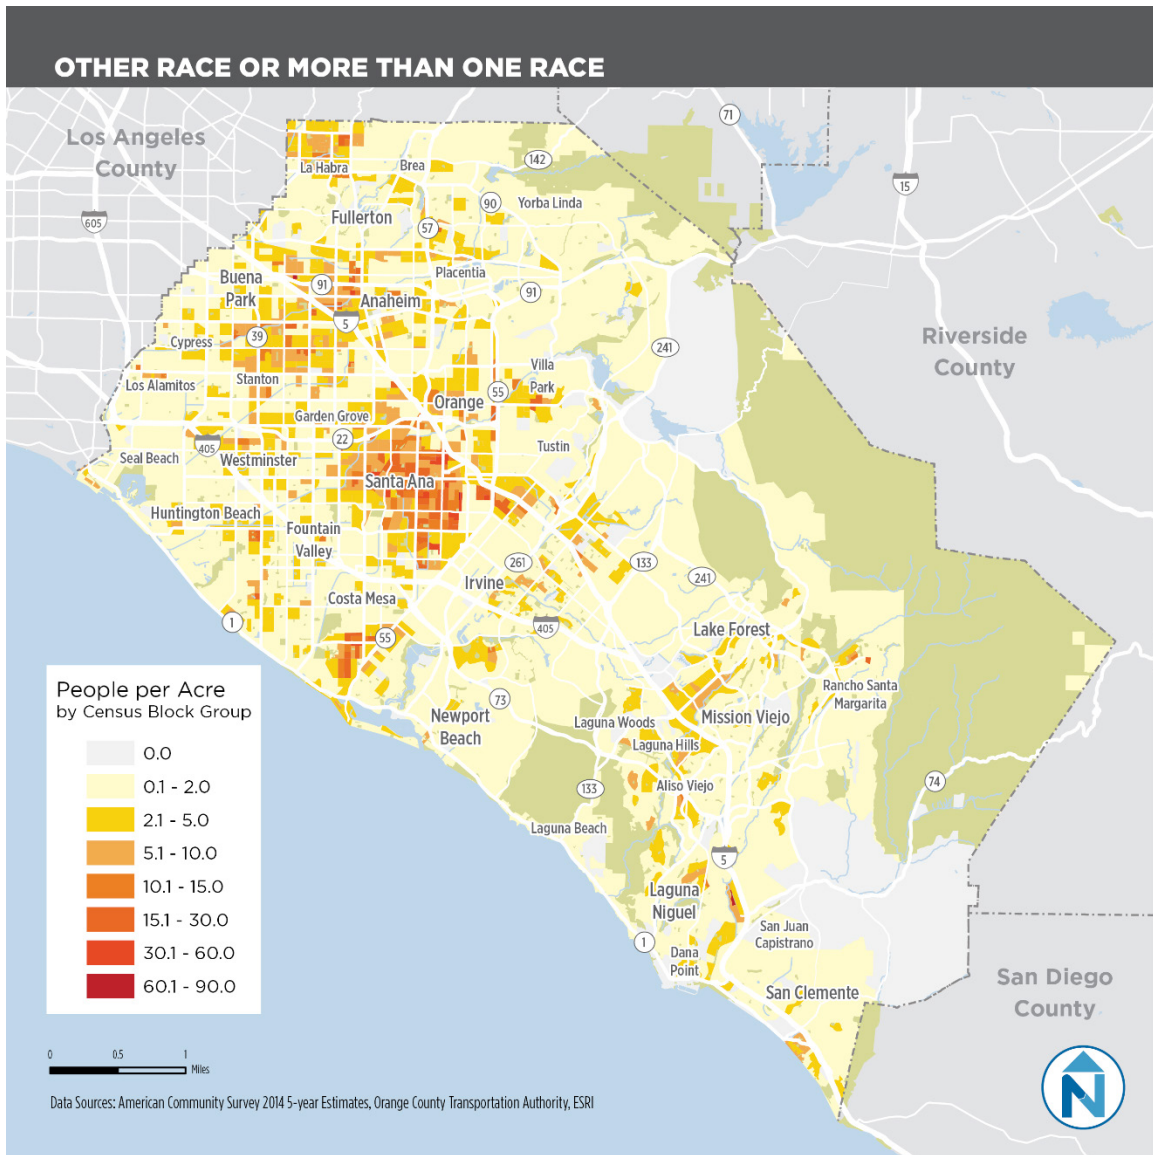 OTHER RACE OR MORE THAN ONE RACE
Los Angeles
County
71
142
15
La Habra
Brea
605
90
Yorba Linda
Fullerton
57
Placentia
Buena
Park
91
Anaheim
91
5
39
Cypress
241
Riverside
County
Villa
Park
Los Alamitos
Stanton
55
Orange
Garden Grove
22
405
Tustin
Seal Beach
Westminster
Santa Ana
Huntington Beach
Fountain
Valley
261
133
241
Irvine
Costa Mesa
1
55
405
Lake Forest
Rancho Santa
Margarita
73
Newport
Beach
Laguna Woods
Mission Viejo
Laguna Hills
Aliso Viejo
133
74
Laguna Beach
5
Laguna
Niguel
San Juan
Capistrano
1
Dana
Point
San Clemente
San Diego
County
People per Acre
by Census Block Group
0.0
0.1 - 2.0
2.1 - 5.0
5.1 - 10.0
10.1 - 15.0
15.1 - 30.0
30.1 - 60.0
60.1 - 90.0
0 0.5 1
Miles
Data Sources: American Community Survey 2014 5-year Estimates, Orange County Transportation Authority, ESRI
N